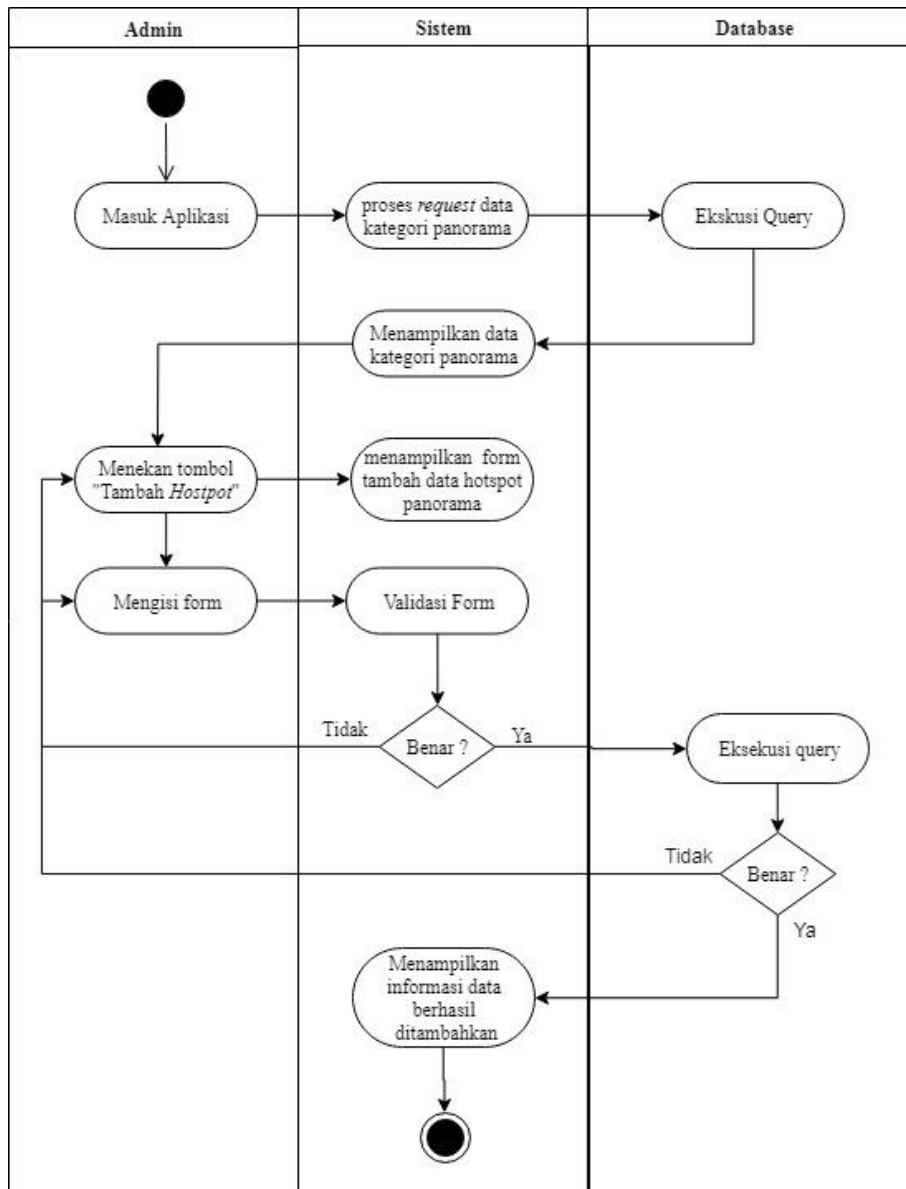 Admin
Sistem
Database
Masuk Aplikasi
proses request data
kategori panorama
Ekskusi Query
Menampilkan data
kategori panorama
Menekan tombol
"Tambah Hostpot"
menampilkan form
tambah data hotspot
panorama
Mengisi form
Validasi Form
Tidak
Benar ?
Ya
Eksekusi query
Tidak
Benar ?
Ya
Menampilkan
informasi data
berhasil
ditambahkan